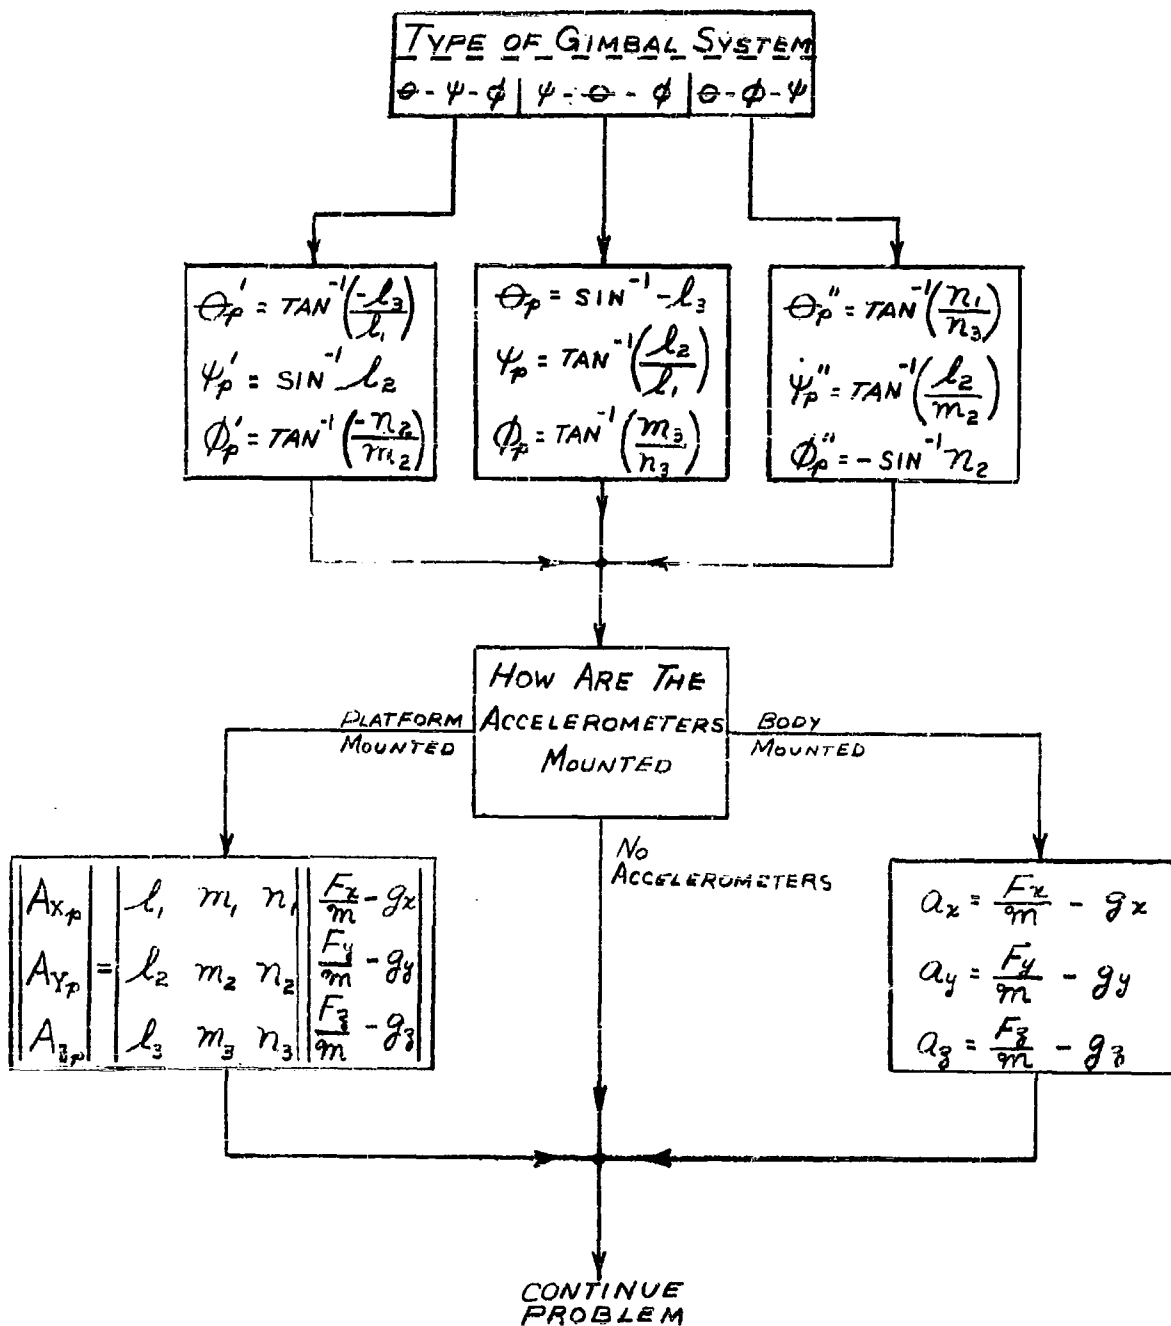 TYPE OF GIMBAL SYSTEM
θ - ψ - ϕ | ψ - θ - ϕ | θ - ϕ - ψ
θp' = TAN⁻¹(-l3/l1)
ψp' = SIN⁻¹ l2
ϕp' = TAN⁻¹(-n2/m2)
θp = SIN⁻¹ -l3
ψp = TAN⁻¹(l2/l1)
ϕp = TAN⁻¹(m3/n3)
θp" = TAN⁻¹(n1/n3)
ψp" = TAN⁻¹(l2/m2)
ϕp" = - SIN⁻¹ n2
HOW ARE THE
ACCELEROMETERS
MOUNTED
PLATFORM
MOUNTED
BODY
MOUNTED
NO
ACCELEROMETERS
|AXp| = |l1 m1 n1| |Fx/m - gx|
|AYp| = |l2 m2 n2| |Fy/m - gy|
|AZp| = |l3 m3 n3| |Fz/m - gz|
ax = Fx/m - gx
ay = Fy/m - gy
az = Fz/m - gz
CONTINUE
PROBLEM